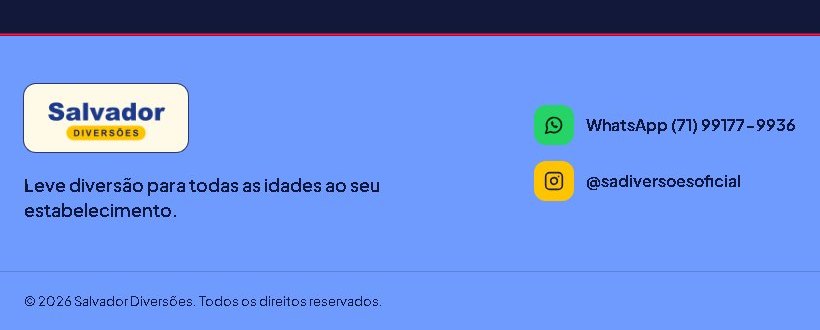 Salvador
DIVERSÕES
Leve diversão para todas as idades ao seu
estabelecimento.
WhatsApp (71) 99177-9936
@sadiversoesoficial
© 2026 Salvador Diversões. Todos os direitos reservados.